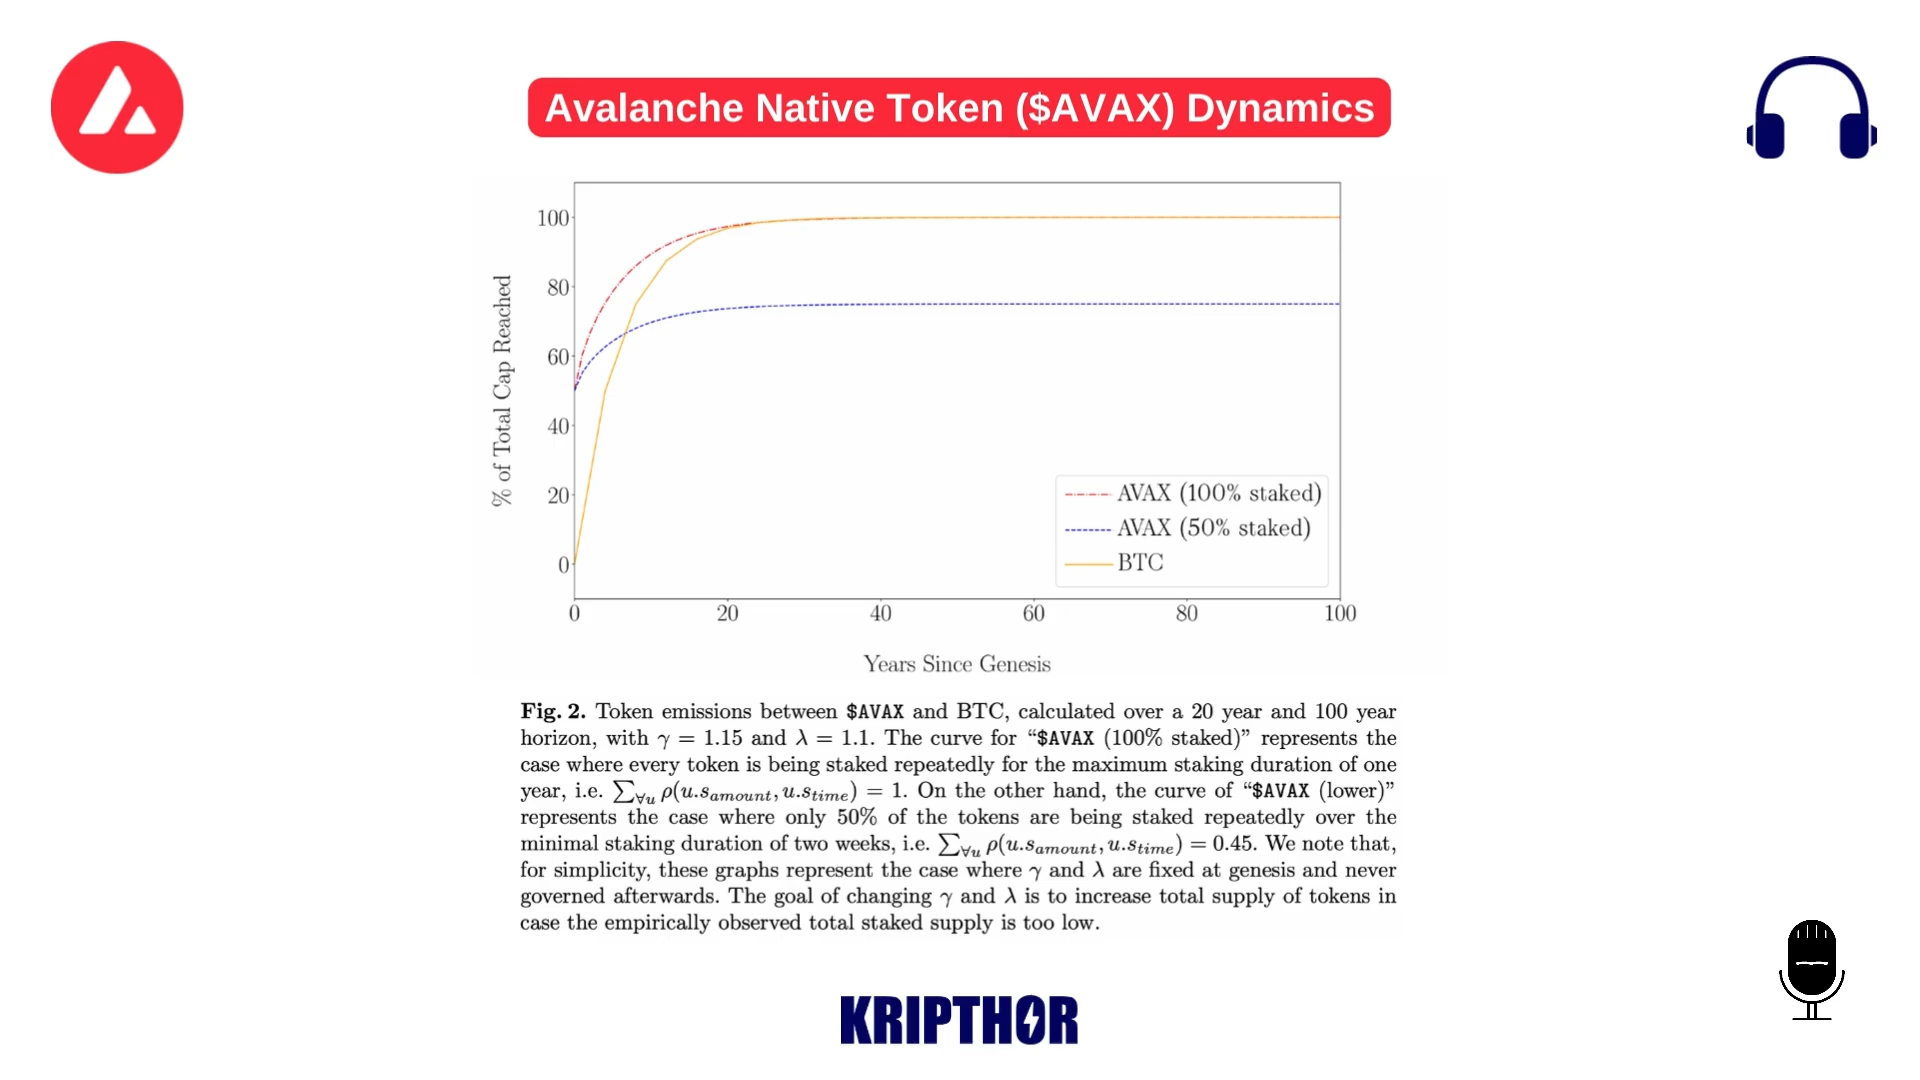 Avalanche Native Token ($AVAX) Dynamics
% of Total Cap Reached
100
80
60
40
20
0
AVAX (100% staked)
AVAX (50% staked)
BTC
0 20 40 60 80 100
Years Since Genesis
Fig. 2. Token emissions between $AVAX and BTC, calculated over a 20 year and 100 year
horizon, with γ = 1.15 and λ = 1.1. The curve for “$AVAX (100% staked)” represents the
case where every token is being staked repeatedly for the maximum staking duration of one
year, i.e. ∑∀u ρ(u.samount, u.stime) = 1. On the other hand, the curve of “$AVAX (lower)”
represents the case where only 50% of the tokens are being staked repeatedly over the
minimal staking duration of two weeks, i.e. ∑∀u ρ(u.samount, u.stime) = 0.45. We note that,
for simplicity, these graphs represent the case where γ and λ are fixed at genesis and never
governed afterwards. The goal of changing γ and λ is to increase total supply of tokens in
case the empirically observed total staked supply is too low.
KRIPTHOR